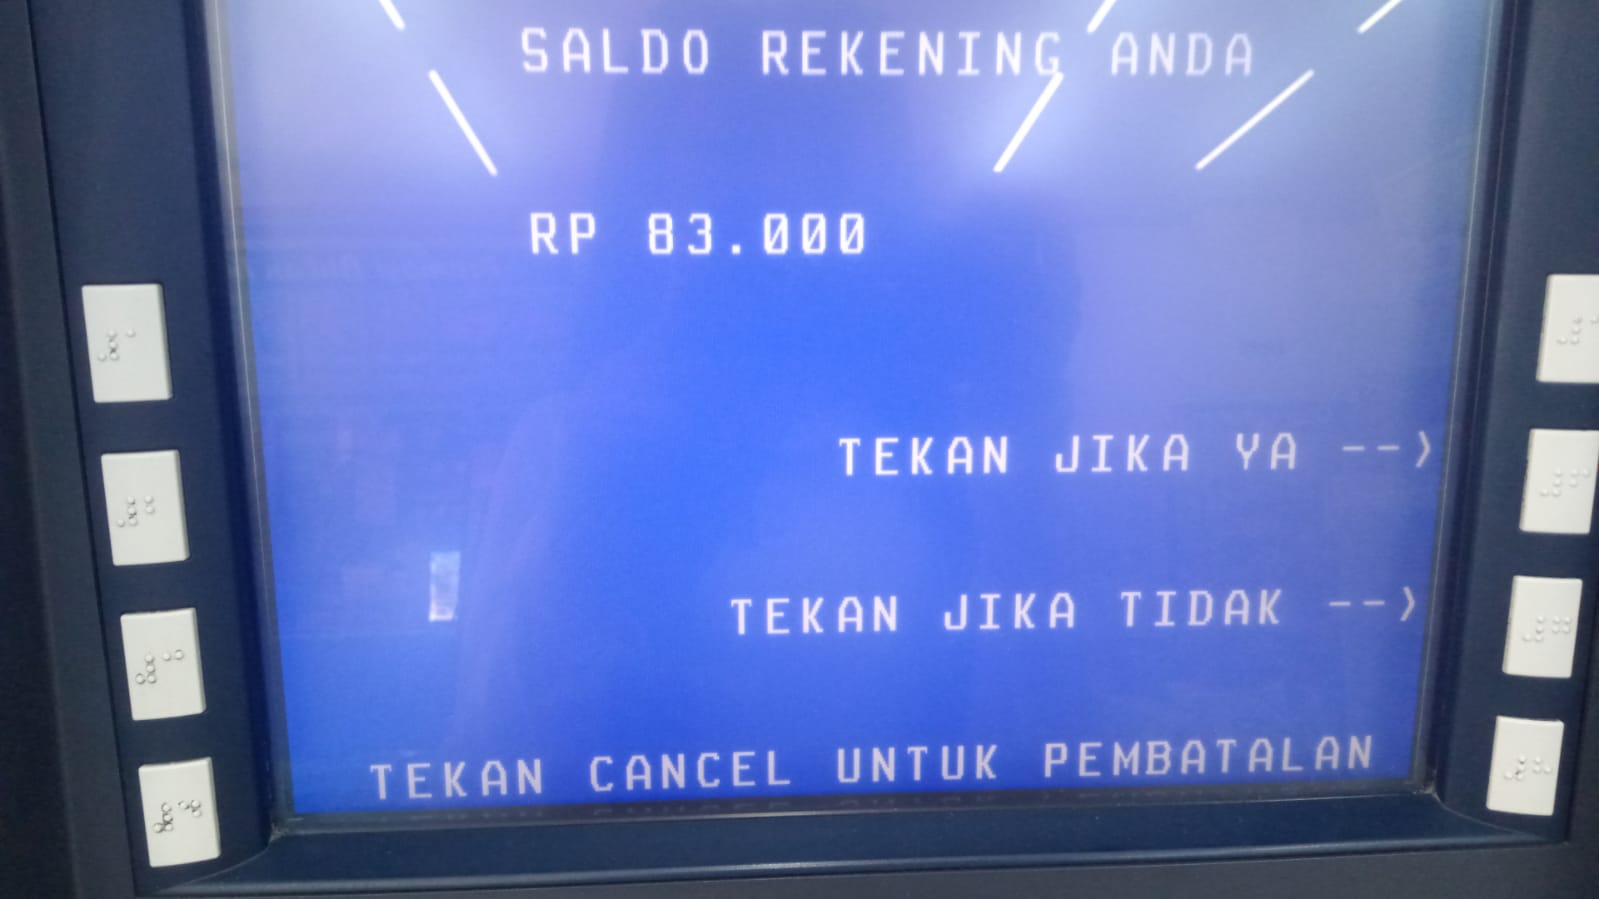 SALDO REKENING ANDA
RP 83.000
TEKAN JIKA YA -->
TEKAN JIKA TIDAK -->
TEKAN CANCEL UNTUK PEMBATALAN